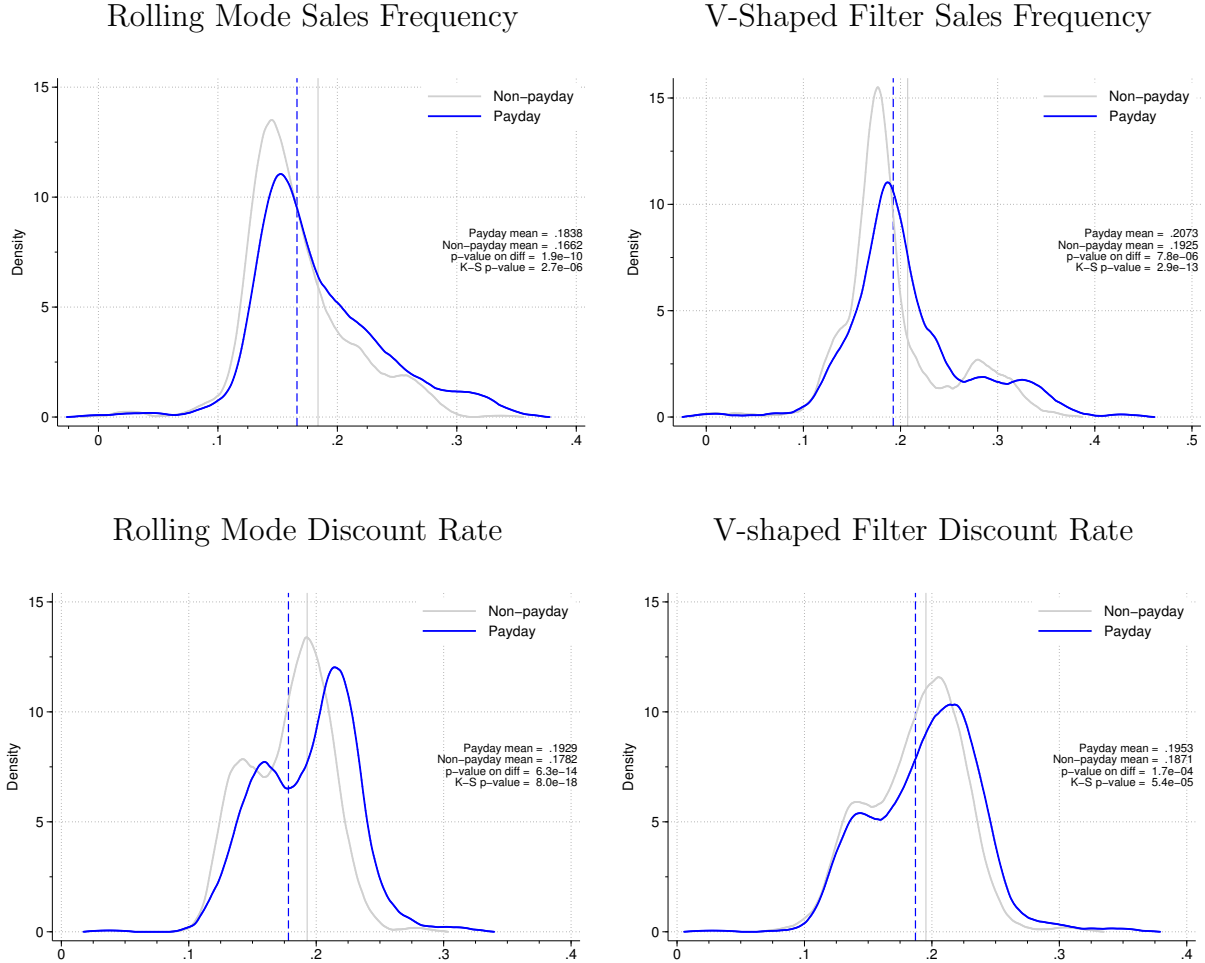 Rolling Mode Sales Frequency
V-Shaped Filter Sales Frequency
15
10
5
0
Density
Non−payday
Payday
Payday mean = .1838
Non−payday mean = .1662
p−value on diff = 1.9e−10
K−S p−value = 2.7e−06
0 .1 .2 .3 .4
15
10
5
0
Density
Non−payday
Payday
Payday mean = .2073
Non−payday mean = .1925
p−value on diff = 7.8e−06
K−S p−value = 2.9e−13
0 .1 .2 .3 .4 .5
Rolling Mode Discount Rate
V-shaped Filter Discount Rate
15
10
5
0
Density
Non−payday
Payday
Payday mean = .1929
Non−payday mean = .1782
p−value on diff = 6.3e−14
K−S p−value = 8.0e−18
0 .1 .2 .3 .4
15
10
5
0
Density
Non−payday
Payday
Payday mean = .1953
Non−payday mean = .1871
p−value on diff = 1.7e−04
K−S p−value = 5.4e−05
0 .1 .2 .3 .4